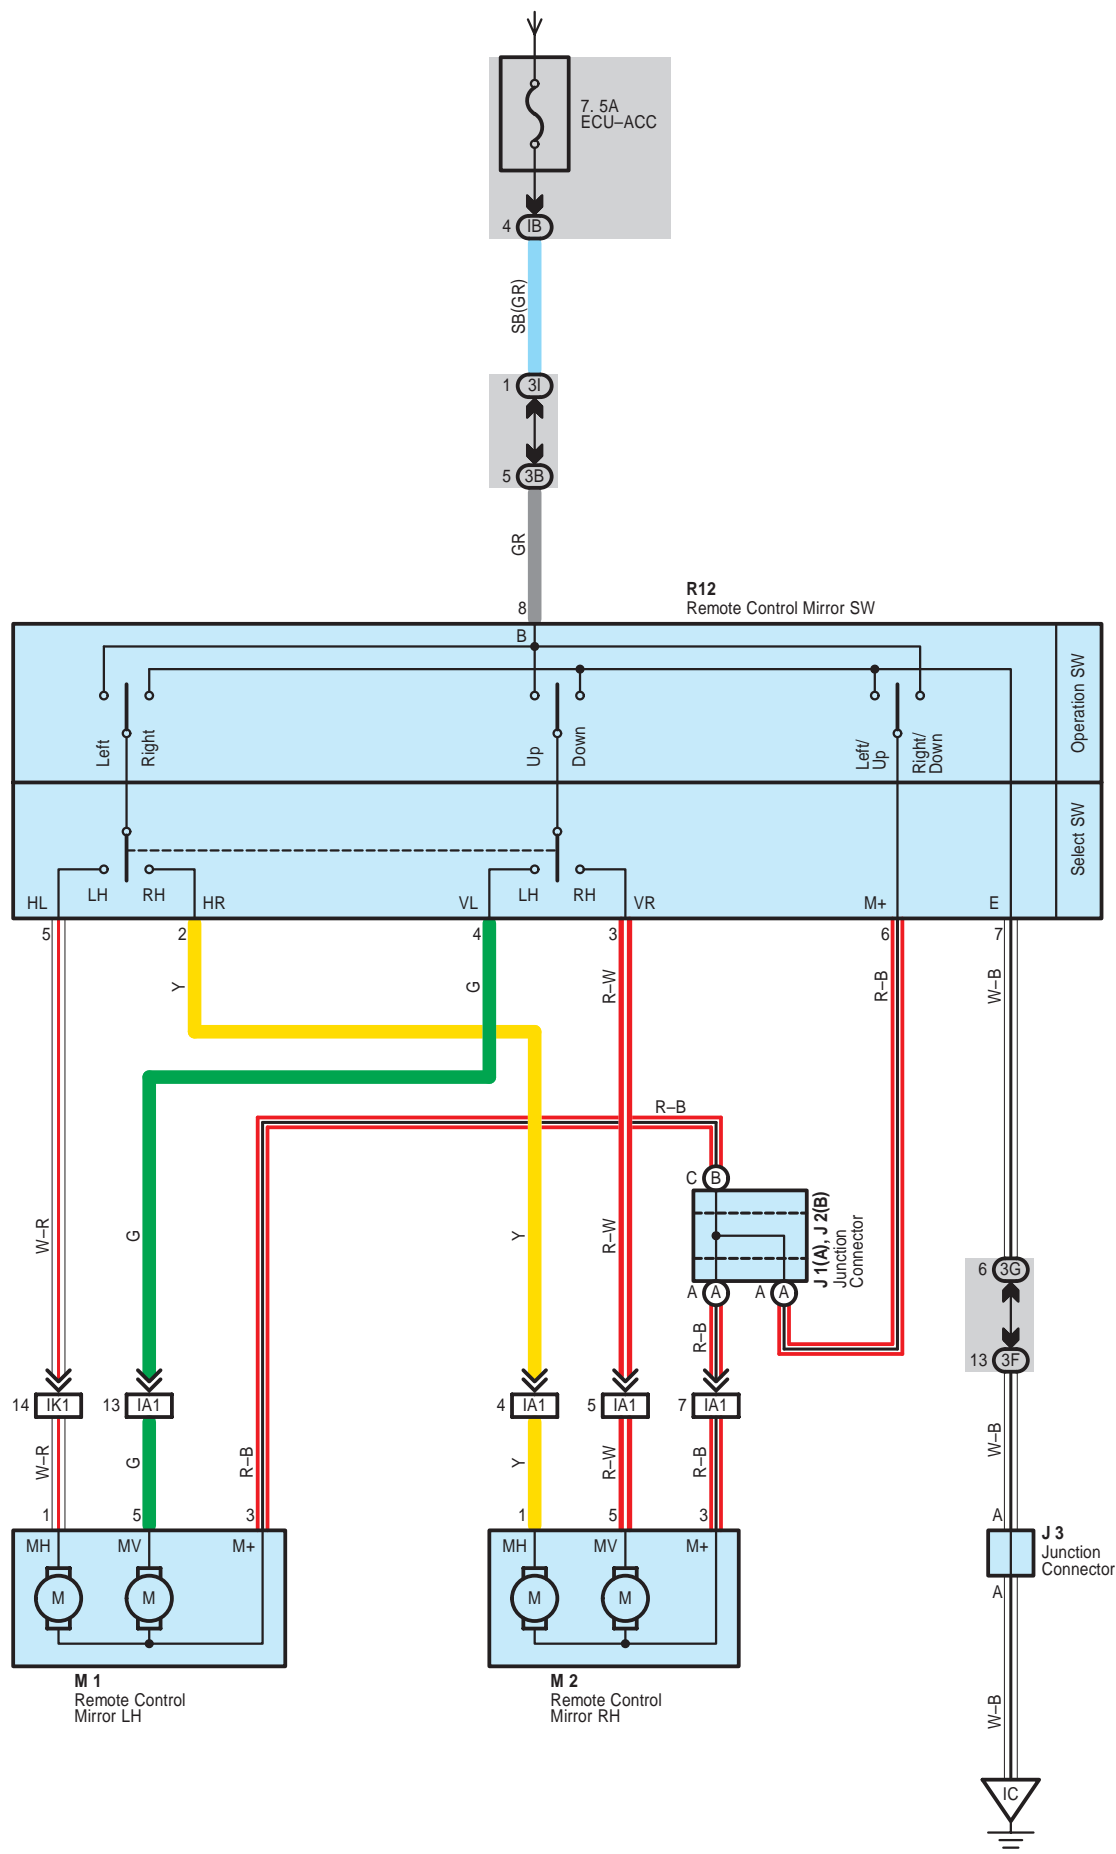 7. 5A
ECU–ACC
4 IB
SB(GR)
1 3I
5 3B
GR
R12
Remote Control Mirror SW
8
B
Operation SW
Left
Right
Up
Down
Left/
Up
Right/
Down
Select SW
LH
RH
LH
RH
HL
HR
VL
VR
M+
E
5
2
4
3
6
7
Y
G
R–W
R–B
W–B
R–B
C B
J 1(A), J 2(B)
Junction
Connector
W–R
G
Y
R–W
A A
A A
R–B
6 3G
13 3F
14 IK1
13 IA1
4 IA1
5 IA1
7 IA1
W–R
G
R–B
Y
R–W
R–B
W–B
1
5
3
1
5
3
A
J 3
Junction
Connector
A
MH
MV
M+
MH
MV
M+
M
M
M
M
M 1
Remote Control
Mirror LH
M 2
Remote Control
Mirror RH
W–B
IC